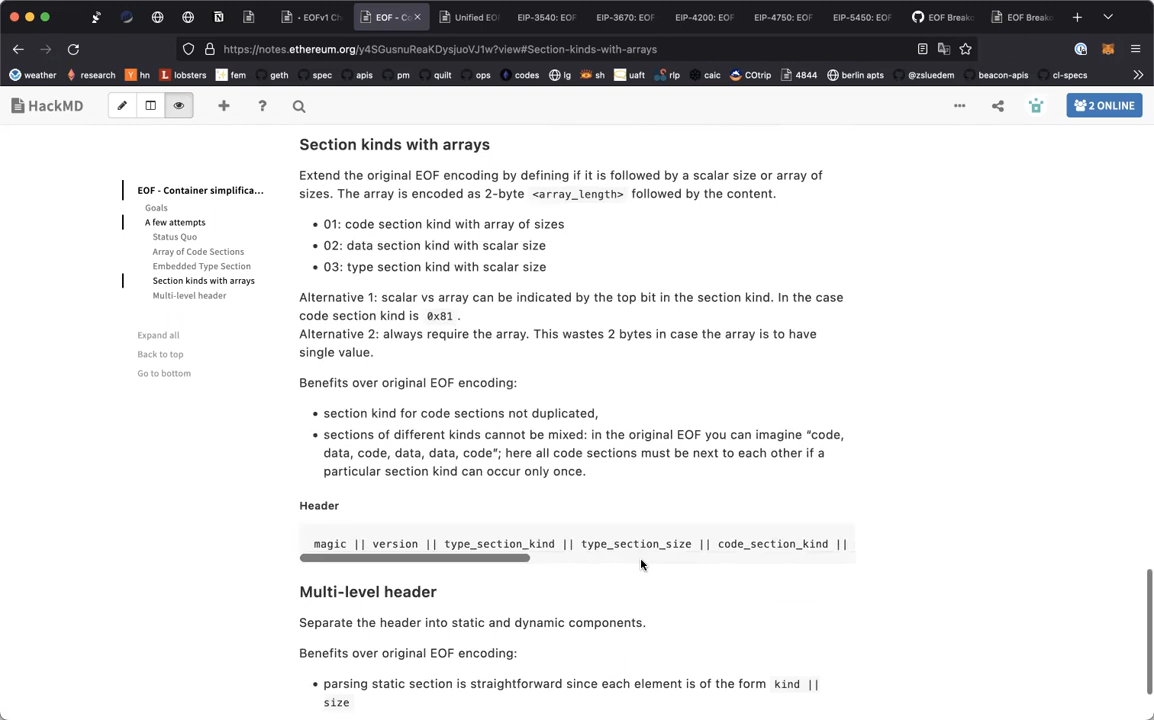 • EOFv1 Ch
EOF - Co
Unified EO
EIP-3540: EO
EIP-3670: EO
EIP-4200: EO
EIP-4750: EO
EIP-5450: EO
EOF Break
EOF Break
https://notes.ethereum.org/y4SGusnuReaKDysjuoVJ1w?view#Section-kinds-with-arrays
weather research hn lobsters fem geth spec apis pm quilt ops codes lg sh uaft rlp caic COtrip 4844 berlin apts @zsluedem beacon-apis cl-specs
HackMD
2 ONLINE
EOF - Container simplifica...
Goals
A few attempts
Status Quo
Array of Code Sections
Embedded Type Section
Section kinds with arrays
Multi-level header
Expand all
Back to top
Go to bottom
Section kinds with arrays
Extend the original EOF encoding by defining if it is followed by a scalar size or array of
sizes. The array is encoded as 2-byte <array_length> followed by the content.
• 01: code section kind with array of sizes
• 02: data section kind with scalar size
• 03: type section kind with scalar size
Alternative 1: scalar vs array can be indicated by the top bit in the section kind. In the case
code section kind is 0x81 .
Alternative 2: always require the array. This wastes 2 bytes in case the array is to have
single value.
Benefits over original EOF encoding:
• section kind for code sections not duplicated,
• sections of different kinds cannot be mixed: in the original EOF you can imagine “code,
data, code, data, data, code”; here all code sections must be next to each other if a
particular section kind can occur only once.
Header
magic || version || type_section_kind || type_section_size || code_section_kind ||
Multi-level header
Separate the header into static and dynamic components.
Benefits over original EOF encoding:
• parsing static section is straightforward since each element is of the form kind ||
size